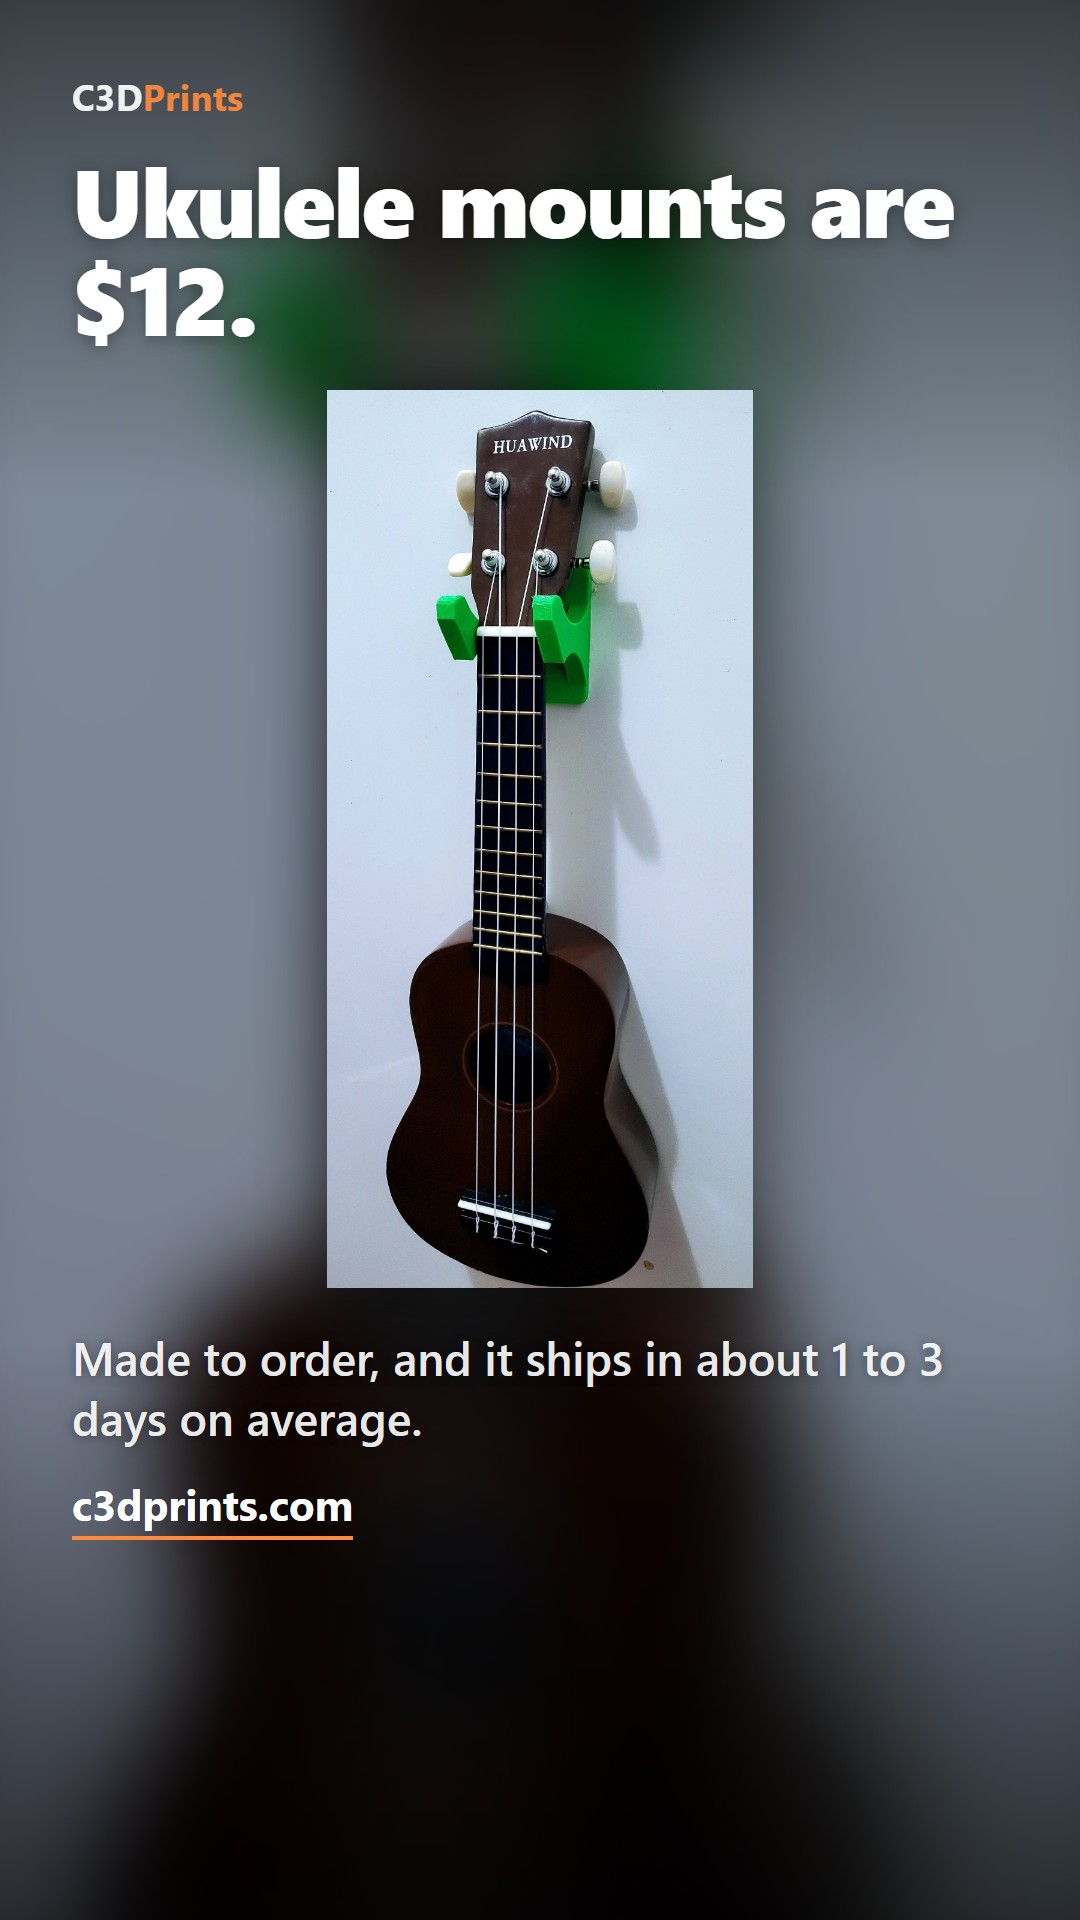 C3DPrints
Ukulele mounts are
$12.
HUAWIND
Made to order, and it ships in about 1 to 3
days on average.
c3dprints.com